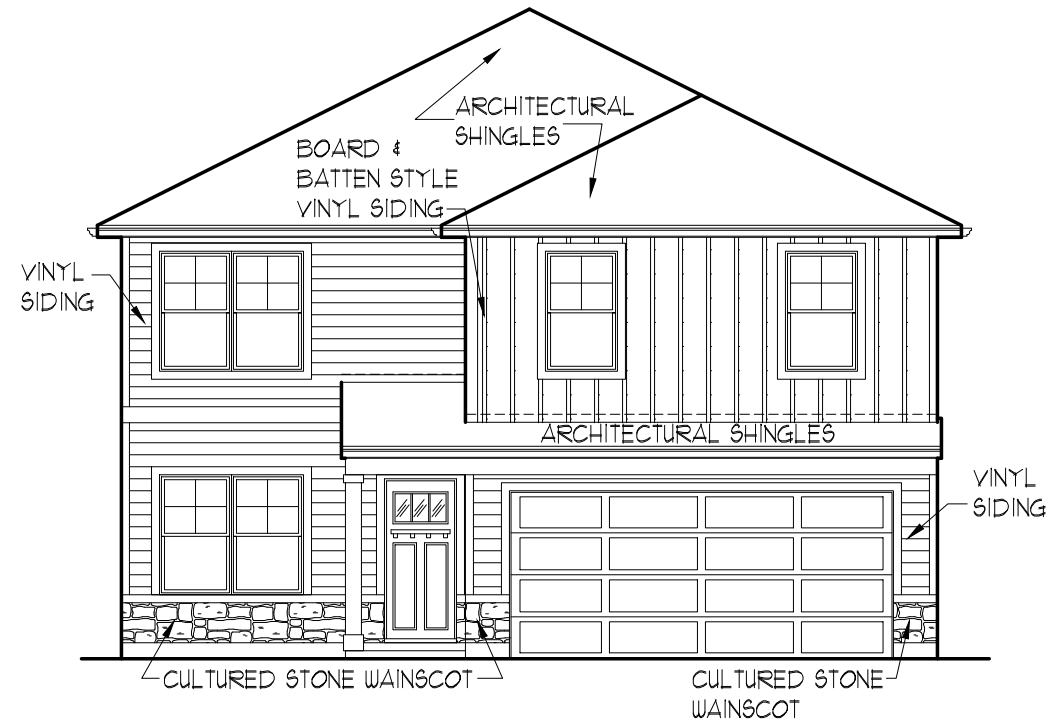 ARCHITECTURAL
SHINGLES
BOARD &
BATTEN STYLE
VINYL SIDING
VINYL
SIDING
ARCHITECTURAL SHINGLES
VINYL
SIDING
CULTURED STONE WAINSCOT
CULTURED STONE
WAINSCOT